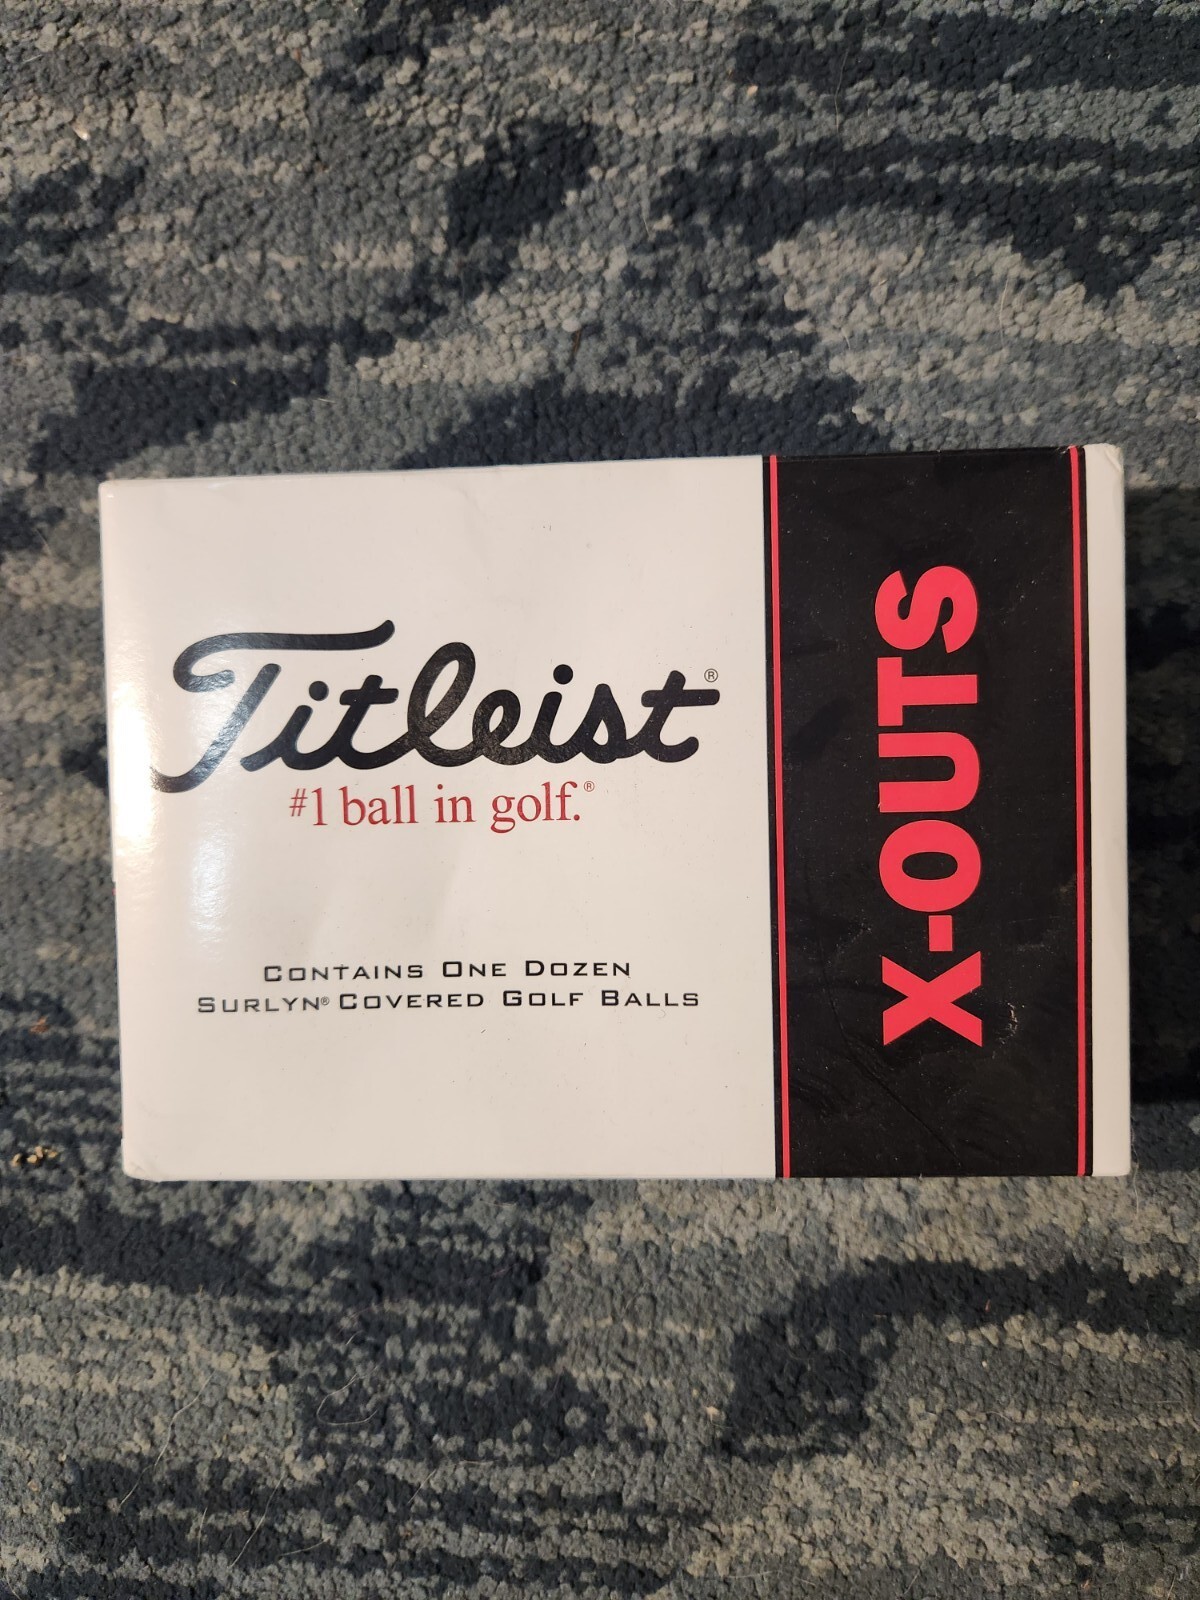 Titleist®
#1 ball in golf.®
CONTAINS ONE DOZEN
SURLYN® COVERED GOLF BALLS
X-OUTS